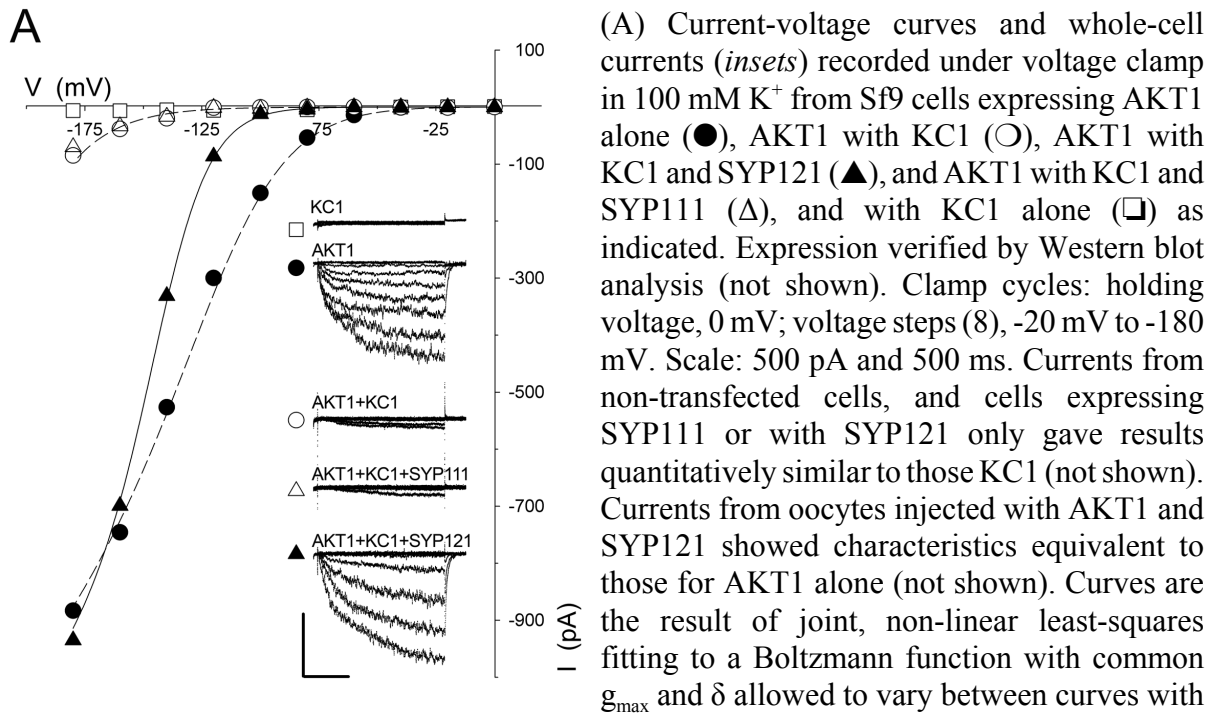 A
100
V (mV)
-175
-125
75
-25
-100
-300
-500
-700
-900
I (pA)
KC1
AKT1
AKT1+KC1
AKT1+KC1+SYP111
AKT1+KC1+SYP121
(A) Current-voltage curves and whole-cell
currents (insets) recorded under voltage clamp
in 100 mM K⁺ from Sf9 cells expressing AKT1
alone (●), AKT1 with KC1 (❍), AKT1 with
KC1 and SYP121 (▲), and AKT1 with KC1 and
SYP111 (Δ), and with KC1 alone (❑) as
indicated. Expression verified by Western blot
analysis (not shown). Clamp cycles: holding
voltage, 0 mV; voltage steps (8), -20 mV to -180
mV. Scale: 500 pA and 500 ms. Currents from
non-transfected cells, and cells expressing
SYP111 or with SYP121 only gave results
quantitatively similar to those KC1 (not shown).
Currents from oocytes injected with AKT1 and
SYP121 showed characteristics equivalent to
those for AKT1 alone (not shown). Curves are
the result of joint, non-linear least-squares
fitting to a Boltzmann function with common
gmax and δ allowed to vary between curves with